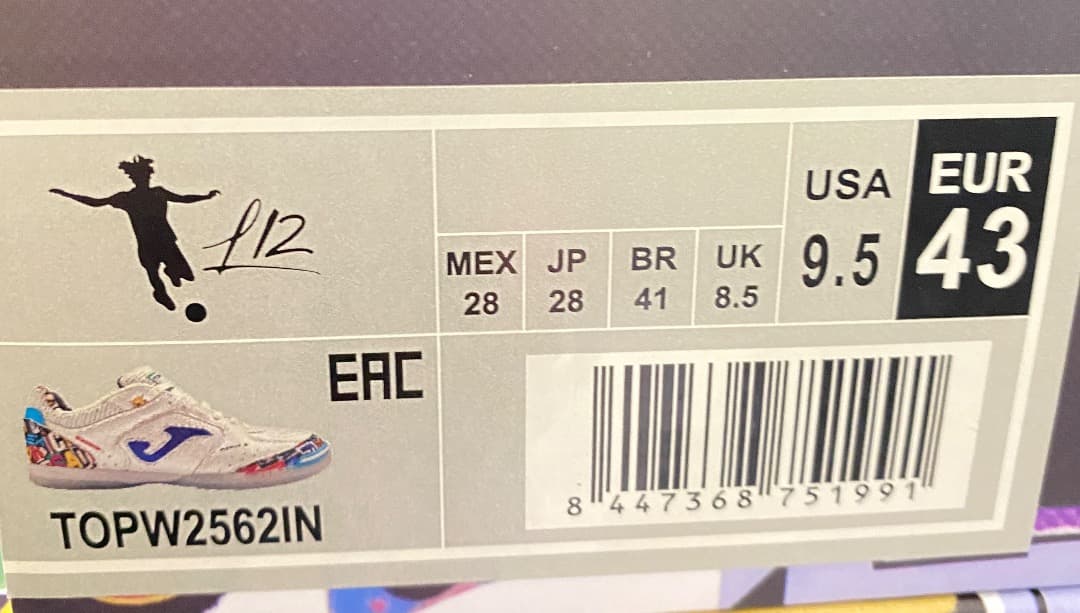 f12
MEX JP BR UK USA EUR
28 28 41 8.5 9.5 43
EAC
TOPW2562IN
8 447368 751991